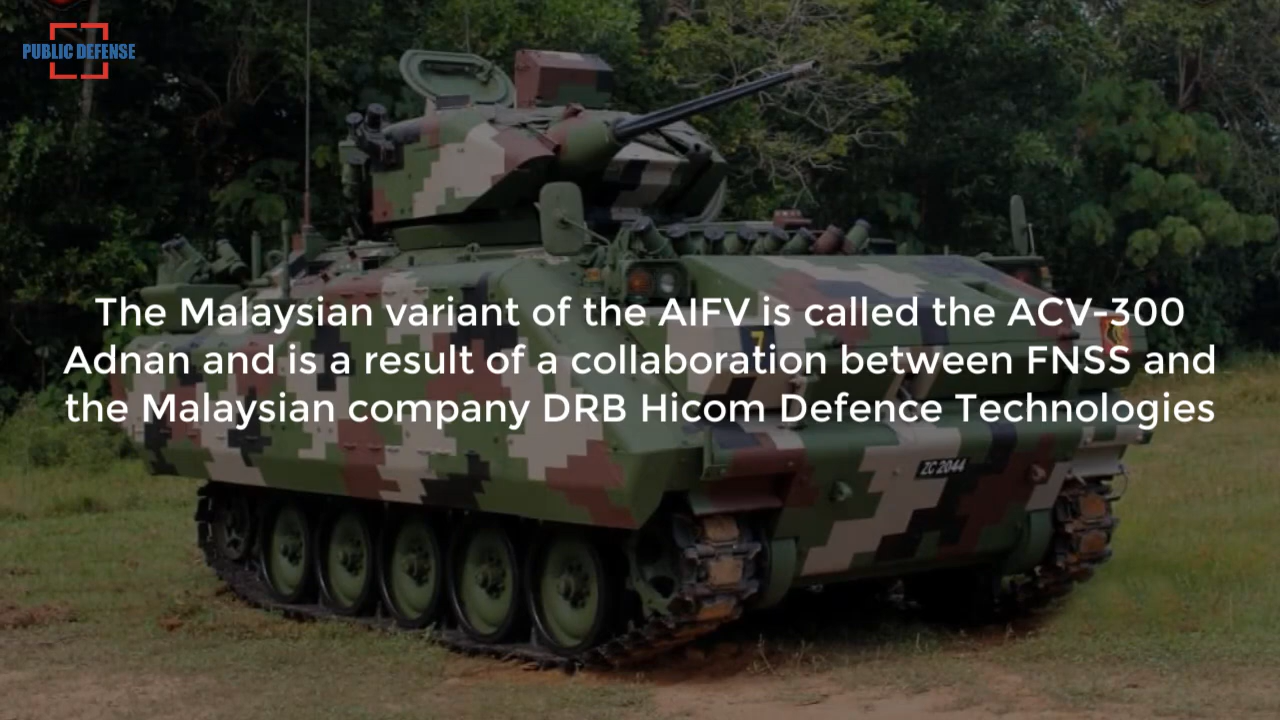 PUBLIC DEFENSE
The Malaysian variant of the AIFV is called the ACV-300
Adnan and is a result of a collaboration between FNSS and
the Malaysian company DRB Hicom Defence Technologies
7
ZC 2044